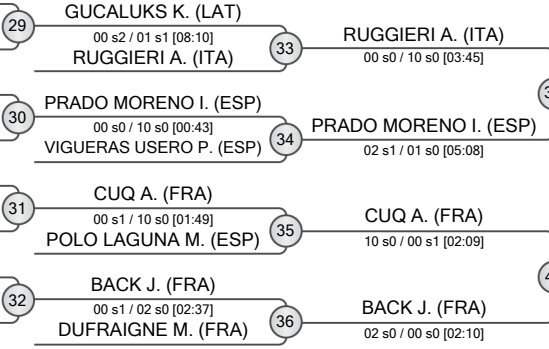 29
GUCALUKS K. (LAT)
00 s2 / 01 s1 [08:10]
RUGGIERI A. (ITA)
33
RUGGIERI A. (ITA)
00 s0 / 10 s0 [03:45]
30
PRADO MORENO I. (ESP)
00 s0 / 10 s0 [00:43]
VIGUERAS USERO P. (ESP)
34
PRADO MORENO I. (ESP)
02 s1 / 01 s0 [05:08]
31
CUQ A. (FRA)
00 s1 / 10 s0 [01:49]
POLO LAGUNA M. (ESP)
35
CUQ A. (FRA)
10 s0 / 00 s1 [02:09]
32
BACK J. (FRA)
00 s1 / 02 s0 [02:37]
DUFRAIGNE M. (FRA)
36
BACK J. (FRA)
02 s0 / 00 s0 [02:10]